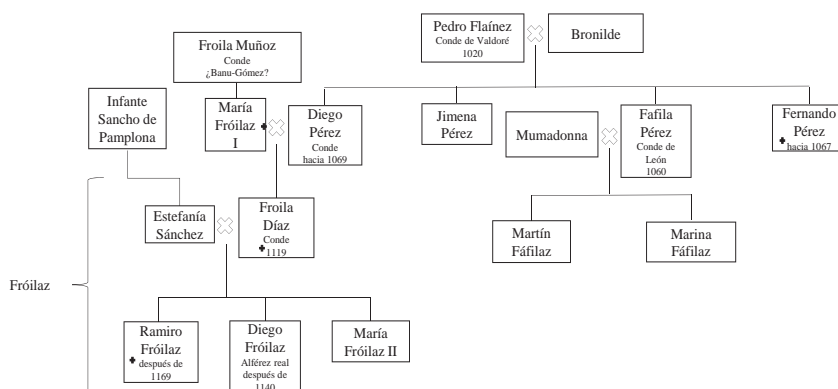 Pedro Flaínez
Conde de Valdoré
1020
Bronilde
Froila Muñoz
Conde
¿Banu-Gómez?
Infante
Sancho de
Pamplona
María
Fróilaz
I
Diego
Pérez
Conde
hacia 1069
Jimena
Pérez
Mumadonna
Fafila
Pérez
Conde de
León
1060
Fernando
Pérez
hacia 1067
Estefanía
Sánchez
Froila
Díaz
Conde
1119
Martín
Fáfilaz
Marina
Fáfilaz
Fróilaz
Ramiro
Fróilaz
después de
1169
Diego
Fróilaz
Alférez real
después de
1140
María
Fróilaz II